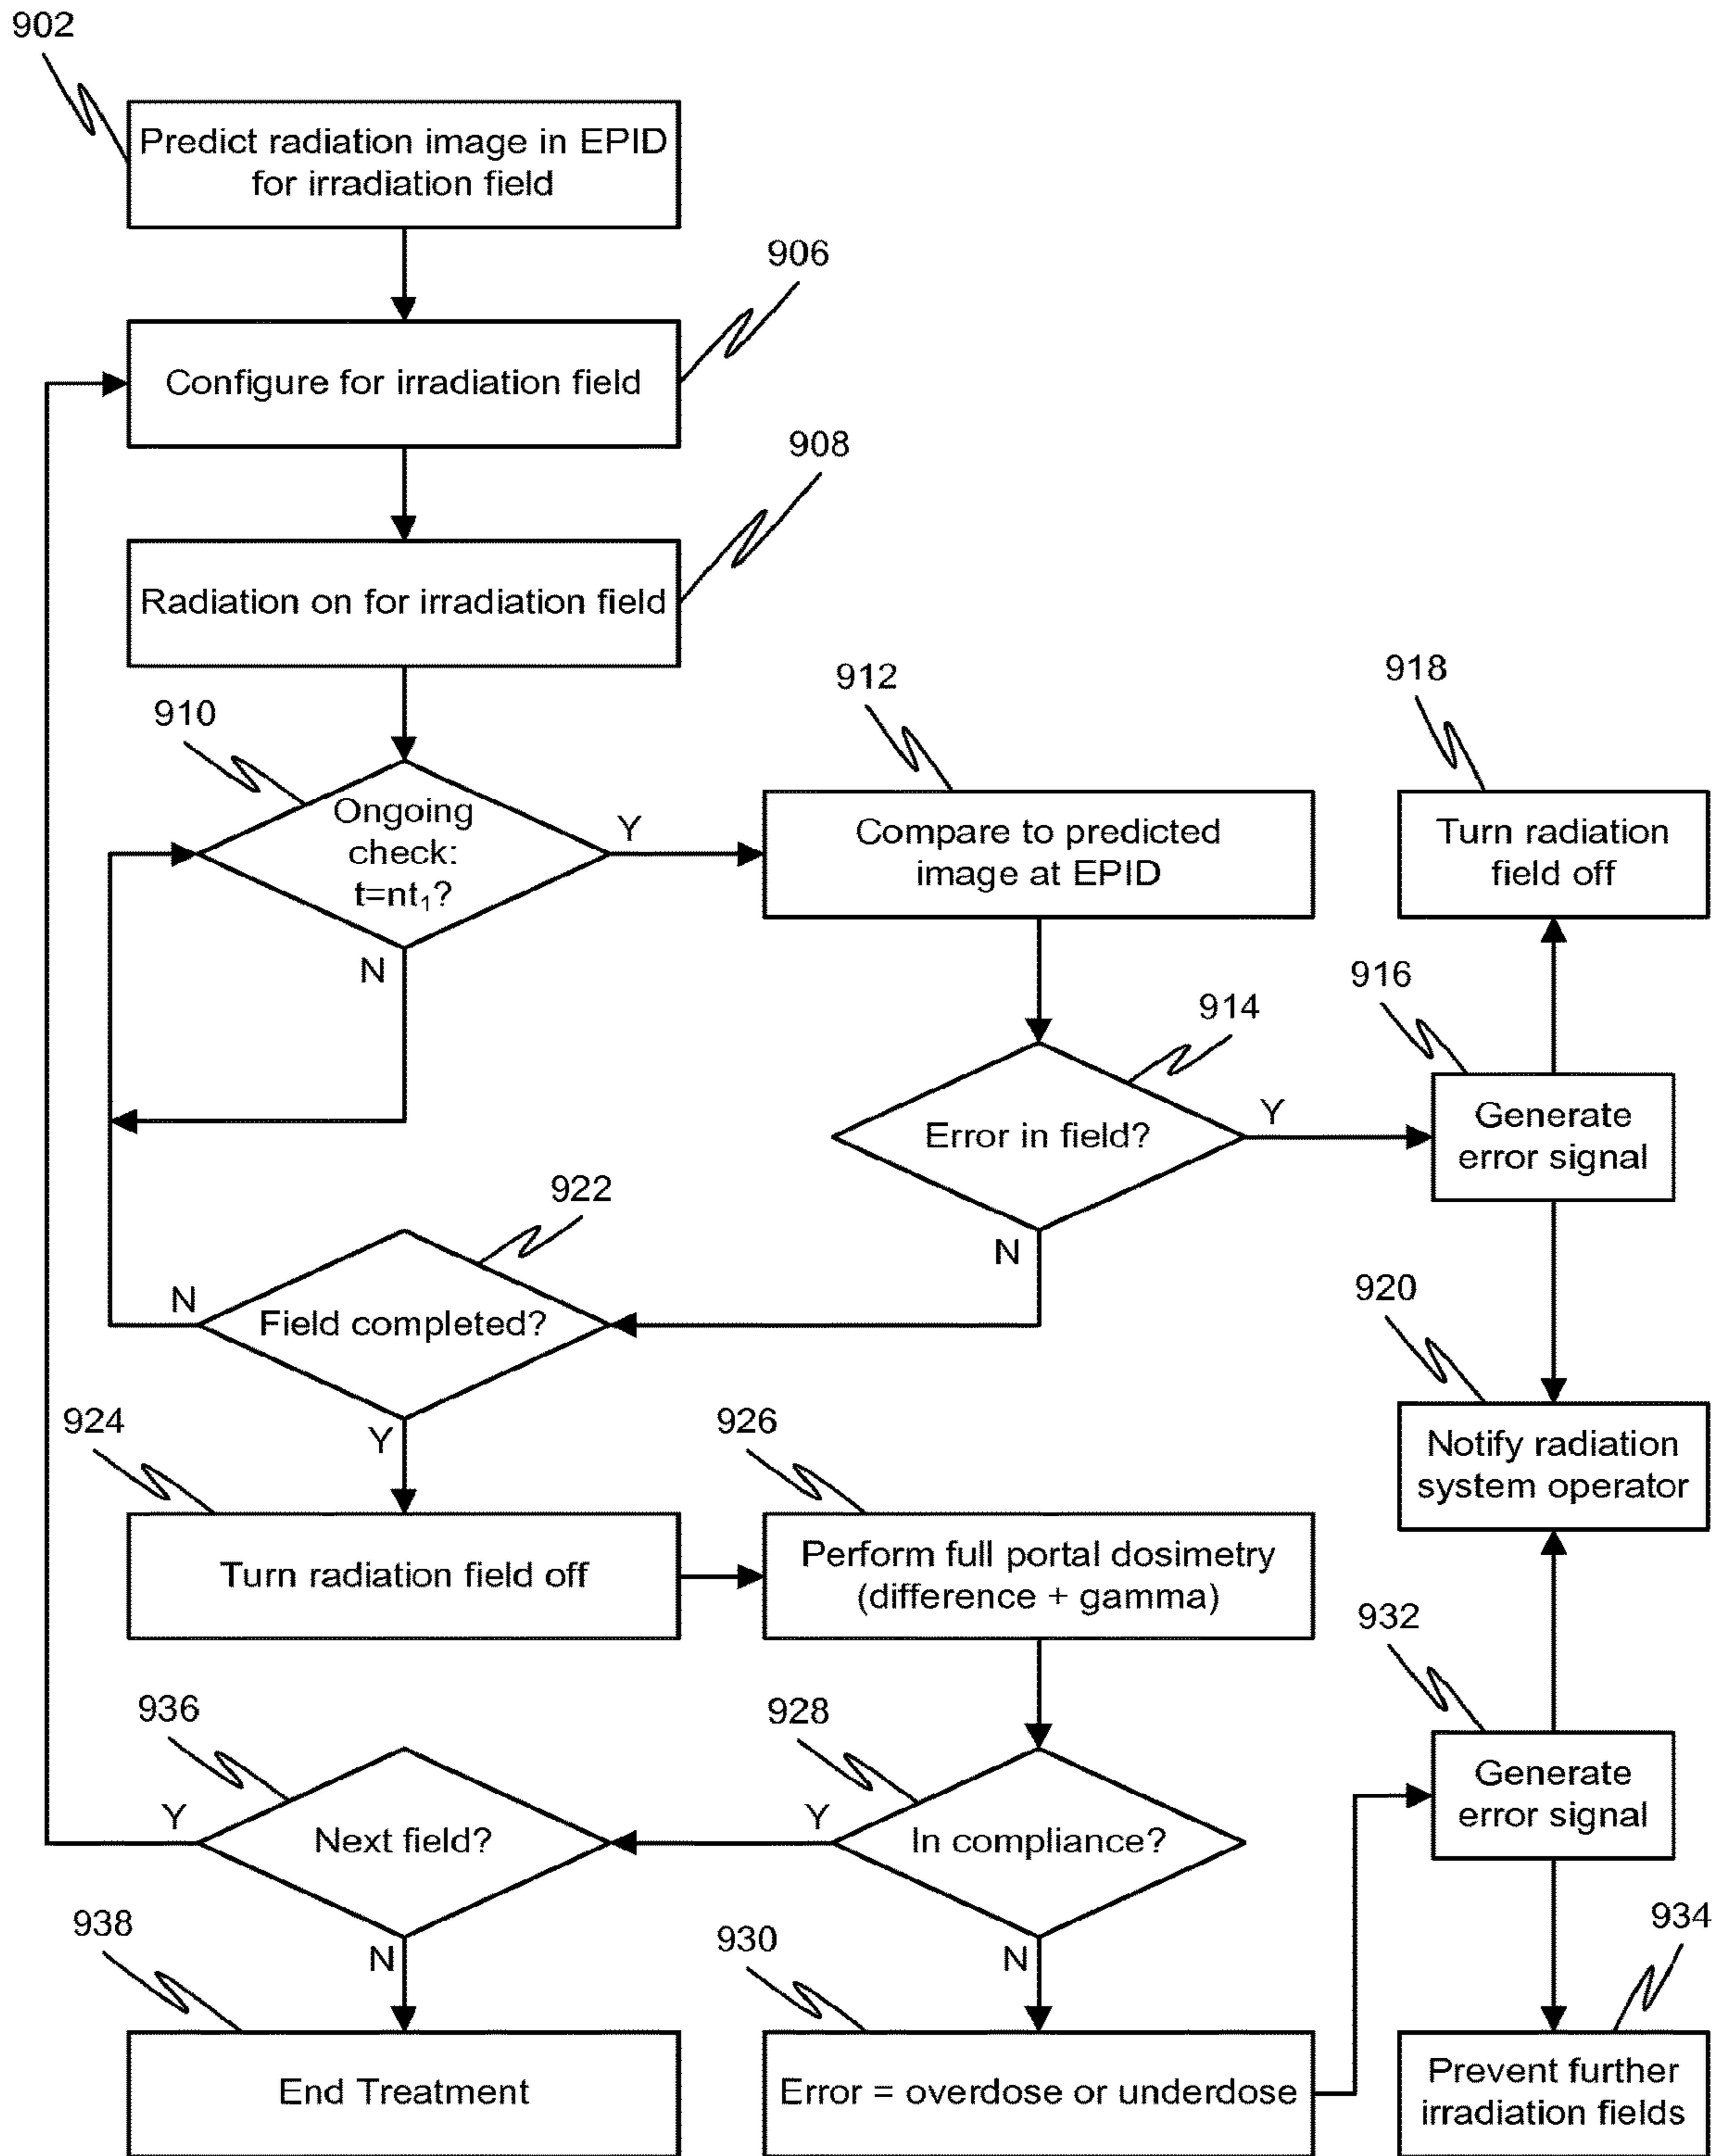 902
Predict radiation image in EPID
for irradiation field
906
Configure for irradiation field
908
Radiation on for irradiation field
910
Ongoing
check:
t=nt₁?
Y
N
912
Compare to predicted
image at EPID
918
Turn radiation
field off
916
Generate
error signal
914
Error in field?
Y
N
922
Field completed?
N
Y
920
Notify radiation
system operator
924
Turn radiation field off
926
Perform full portal dosimetry
(difference + gamma)
932
Generate
error signal
936
Next field?
Y
N
928
In compliance?
Y
N
938
End Treatment
930
Error = overdose or underdose
934
Prevent further
irradiation fields